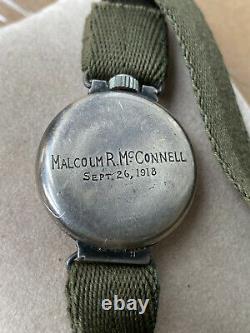 MALCOLM R. McCONNELL
SEPT. 26, 1918